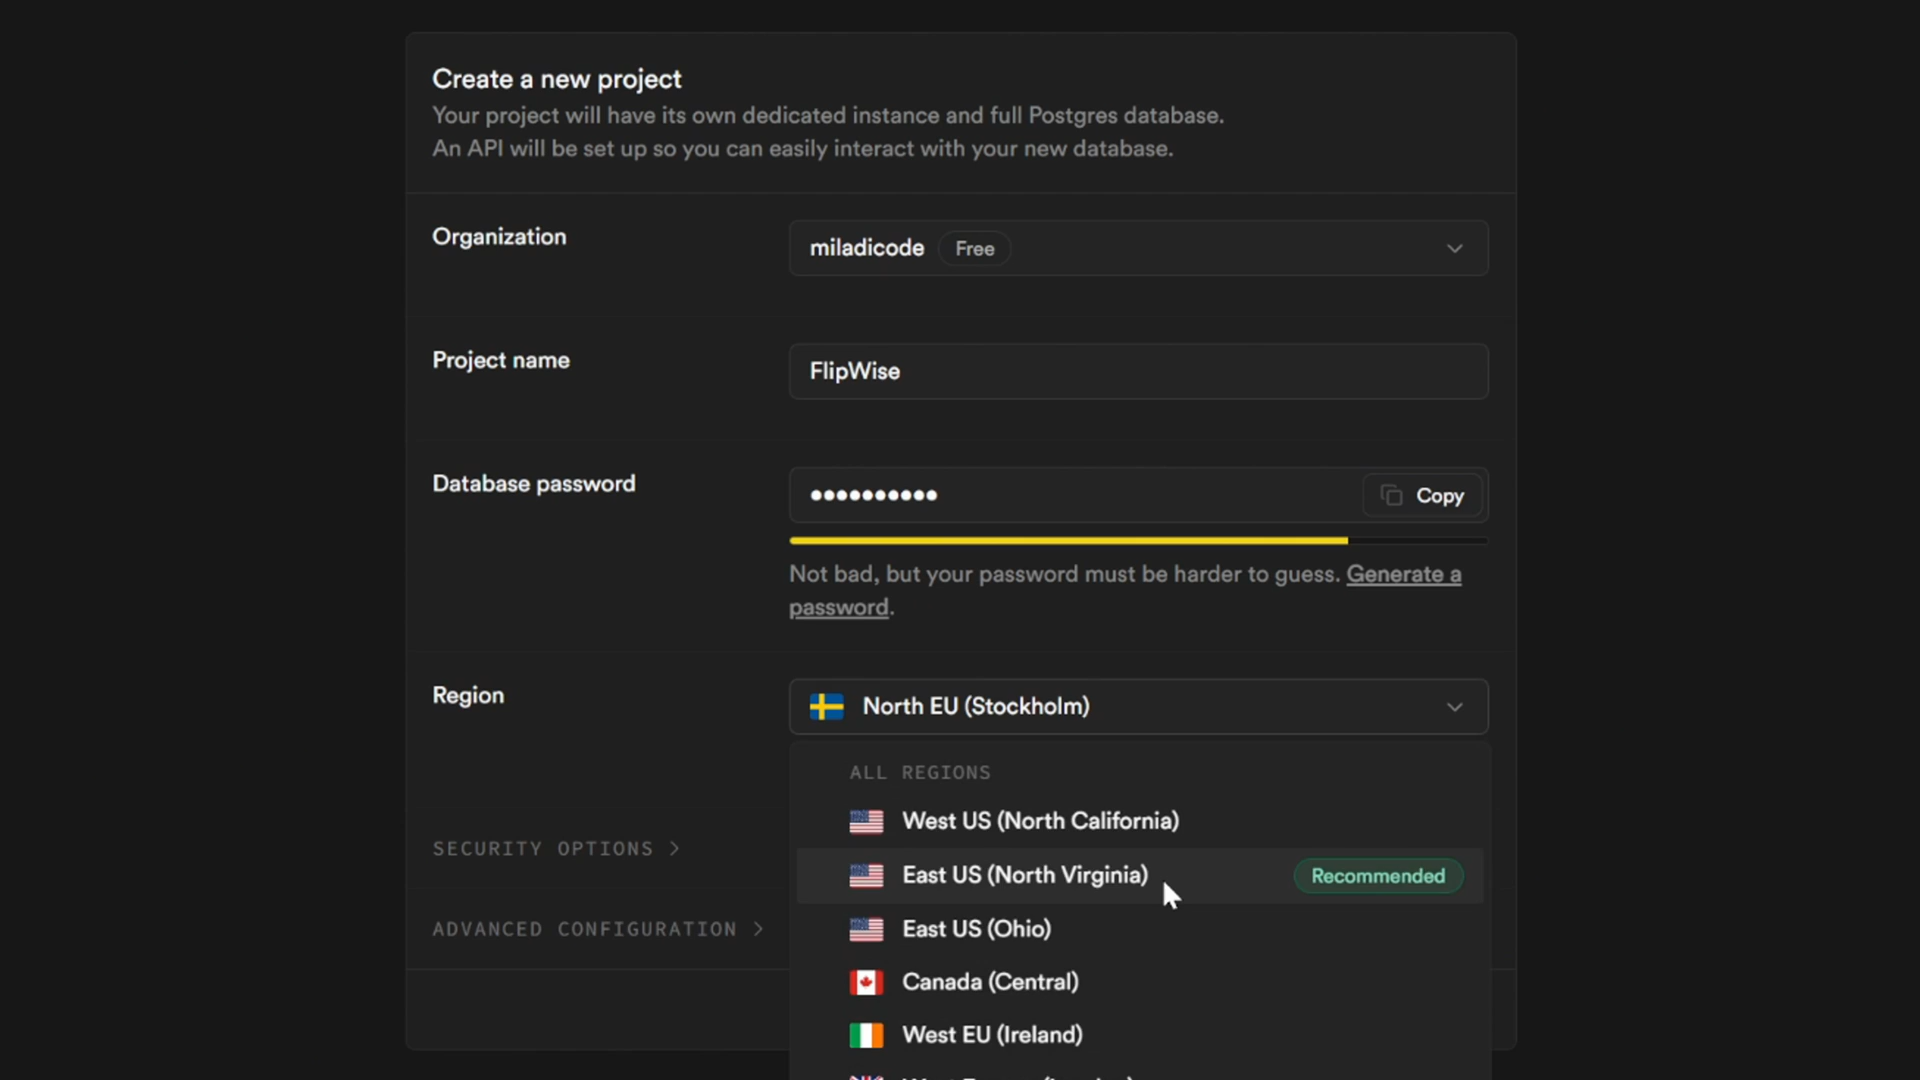 Create a new project
Your project will have its own dedicated instance and full Postgres database.
An API will be set up so you can easily interact with your new database.
Organization
miladicode Free
Project name
FlipWise
Database password
•••••••••• Copy
Not bad, but your password must be harder to guess. Generate a
password.
Region
North EU (Stockholm)
ALL REGIONS
West US (North California)
SECURITY OPTIONS >
East US (North Virginia) Recommended
ADVANCED CONFIGURATION >
East US (Ohio)
Canada (Central)
West EU (Ireland)